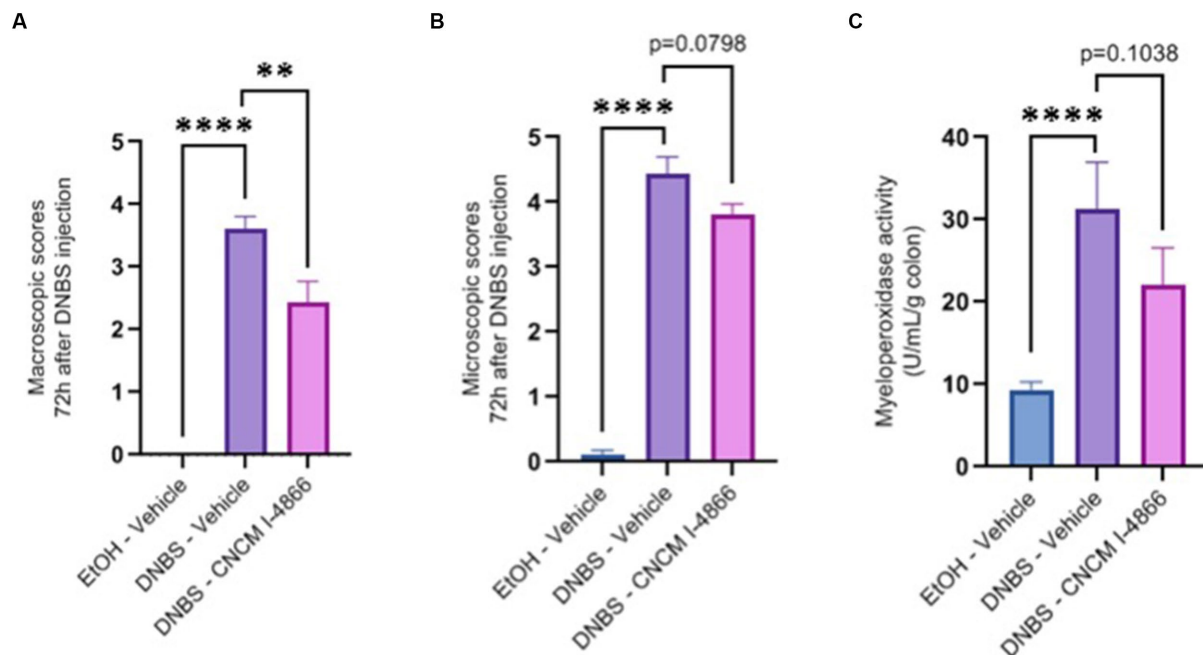 A
Macroscopic scores
72h after DNBS injection
**
****
5
4
3
2
1
0
EtOH - Vehicle
DNBS - Vehicle
DNBS - CNCM I-4866
B
Microscopic scores
72h after DNBS injection
p=0.0798
****
5
4
3
2
1
0
EtOH - Vehicle
DNBS - Vehicle
DNBS - CNCM I-4866
C
Myeloperoxidase activity
(U/mL/g colon)
p=0.1038
****
40
30
20
10
0
EtOH - Vehicle
DNBS - Vehicle
DNBS - CNCM I-4866